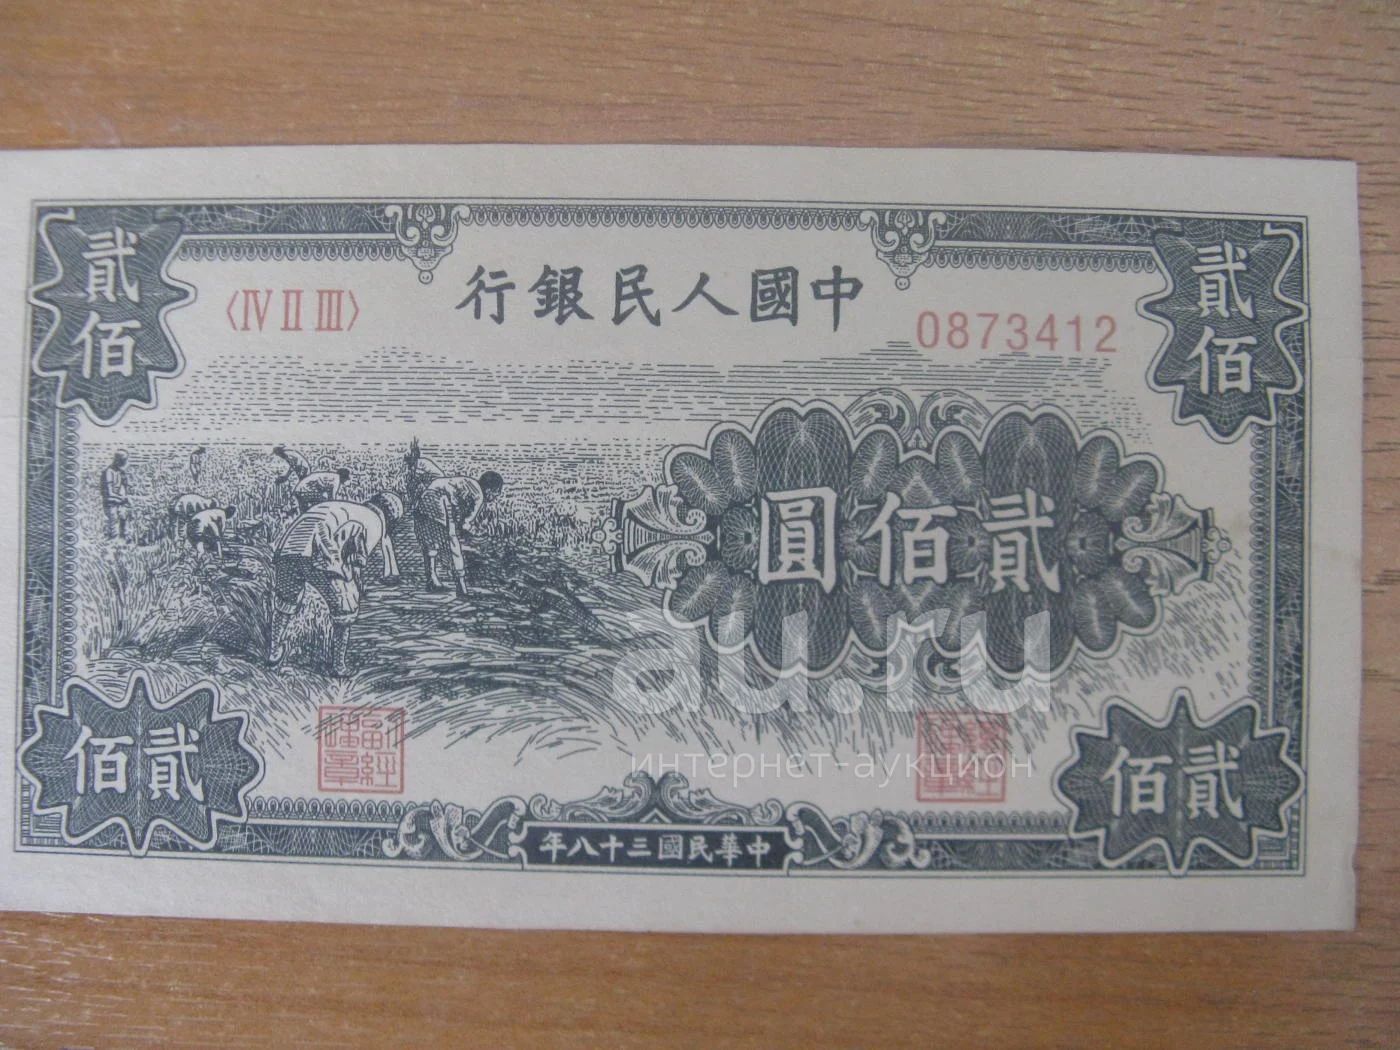 中國人民銀行
〈Ⅳ Ⅱ Ⅲ〉
0873412
貳佰
貳佰
貳佰圓
貳佰
貳佰
中華民國三十八年
au.ru
интернет-аукцион